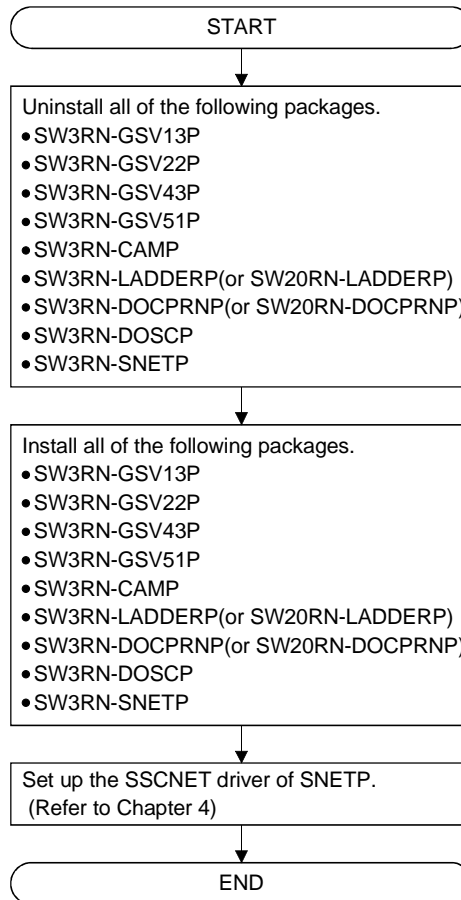 START
Uninstall all of the following packages.
• SW3RN-GSV13P
• SW3RN-GSV22P
• SW3RN-GSV43P
• SW3RN-GSV51P
• SW3RN-CAMP
• SW3RN-LADDERP(or SW20RN-LADDERP)
• SW3RN-DOCPRNP(or SW20RN-DOCPRNP)
• SW3RN-DOSCP
• SW3RN-SNETP
Install all of the following packages.
• SW3RN-GSV13P
• SW3RN-GSV22P
• SW3RN-GSV43P
• SW3RN-GSV51P
• SW3RN-CAMP
• SW3RN-LADDERP(or SW20RN-LADDERP)
• SW3RN-DOCPRNP(or SW20RN-DOCPRNP)
• SW3RN-DOSCP
• SW3RN-SNETP
Set up the SSCNET driver of SNETP.
(Refer to Chapter 4)
END